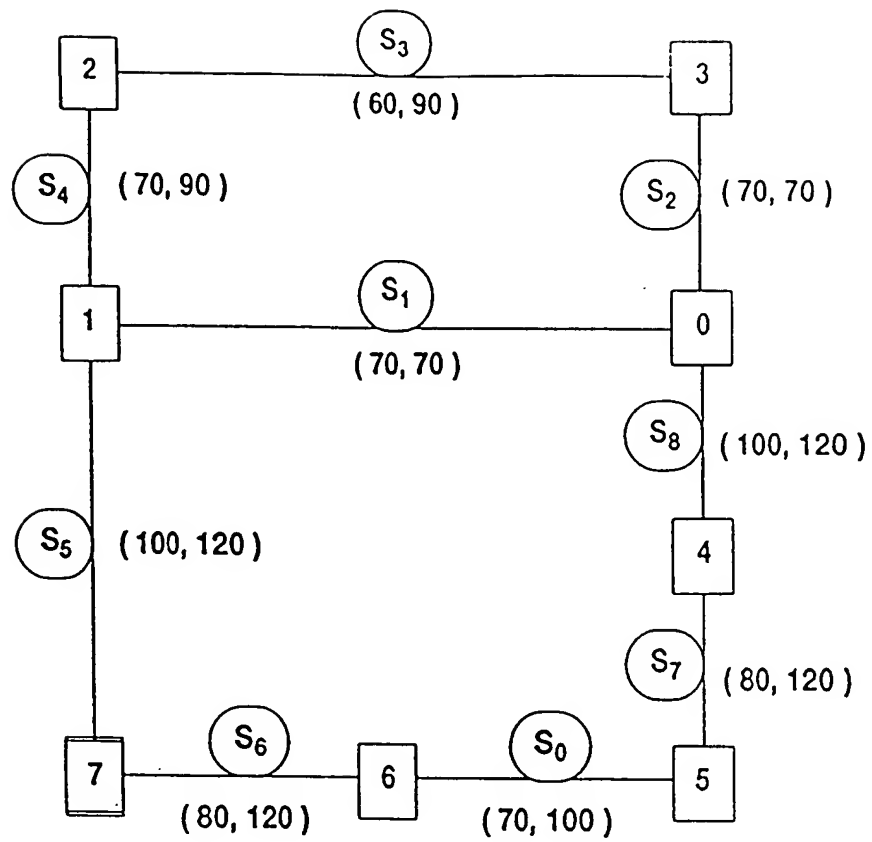 S3
2
3
(60, 90)
S4
(70, 90)
S2
(70, 70)
S1
1
0
(70, 70)
S8
(100, 120)
S5
(100, 120)
4
S7
(80, 120)
S6
S0
7
6
5
(80, 120)
(70, 100)